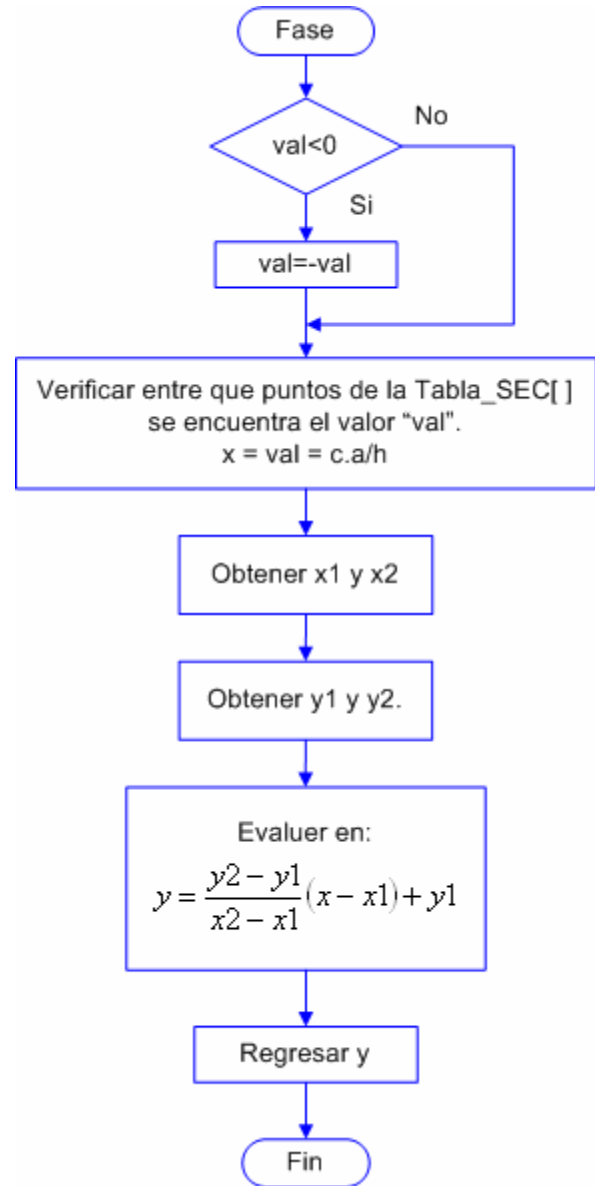 Fase
val<0
No
Si
val=-val
Verificar entre que puntos de la Tabla_SEC[ ]
se encuentra el valor “val”.
x = val = c.a/h
Obtener x1 y x2
Obtener y1 y y2.
Evaluer en:
y = \frac{y2 - y1}{x2 - x1}(x - x1) + y1
Regresar y
Fin